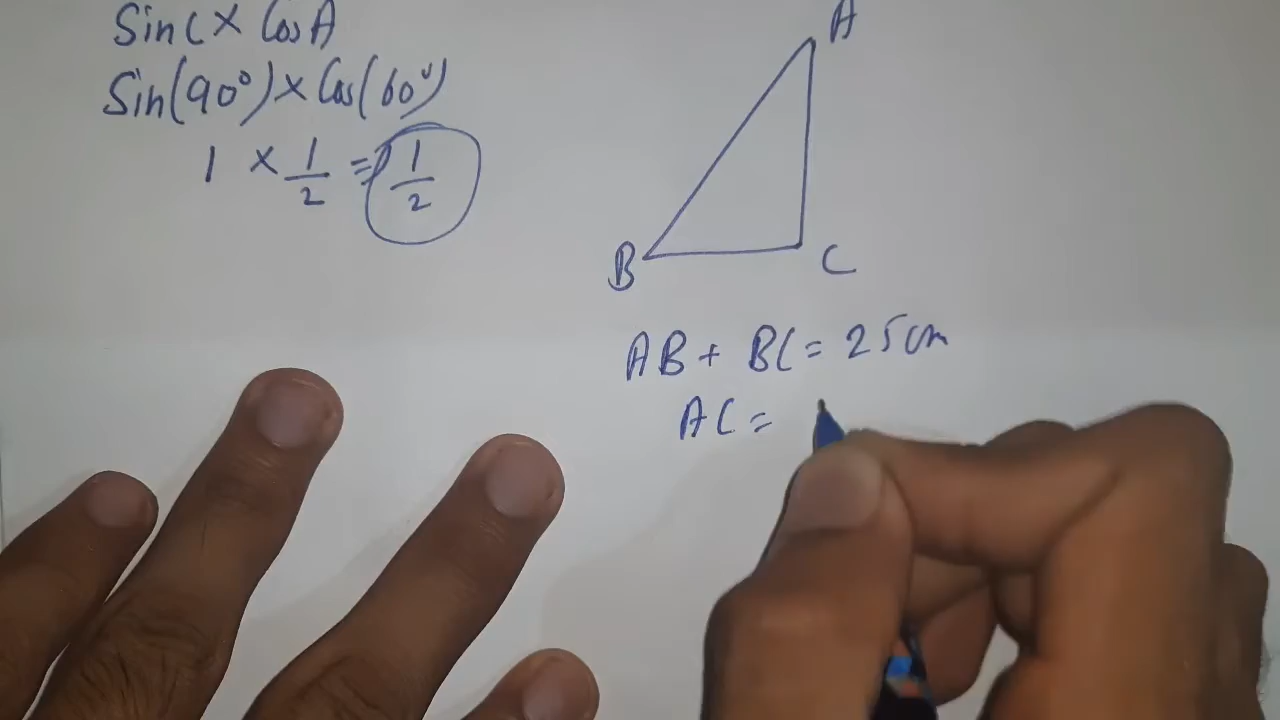 Sin C × Cos A
Sin(90°) × Cos(60°)
1 × 1/2 = 1/2
A
B
C
AB + BC = 25 cm
AC =